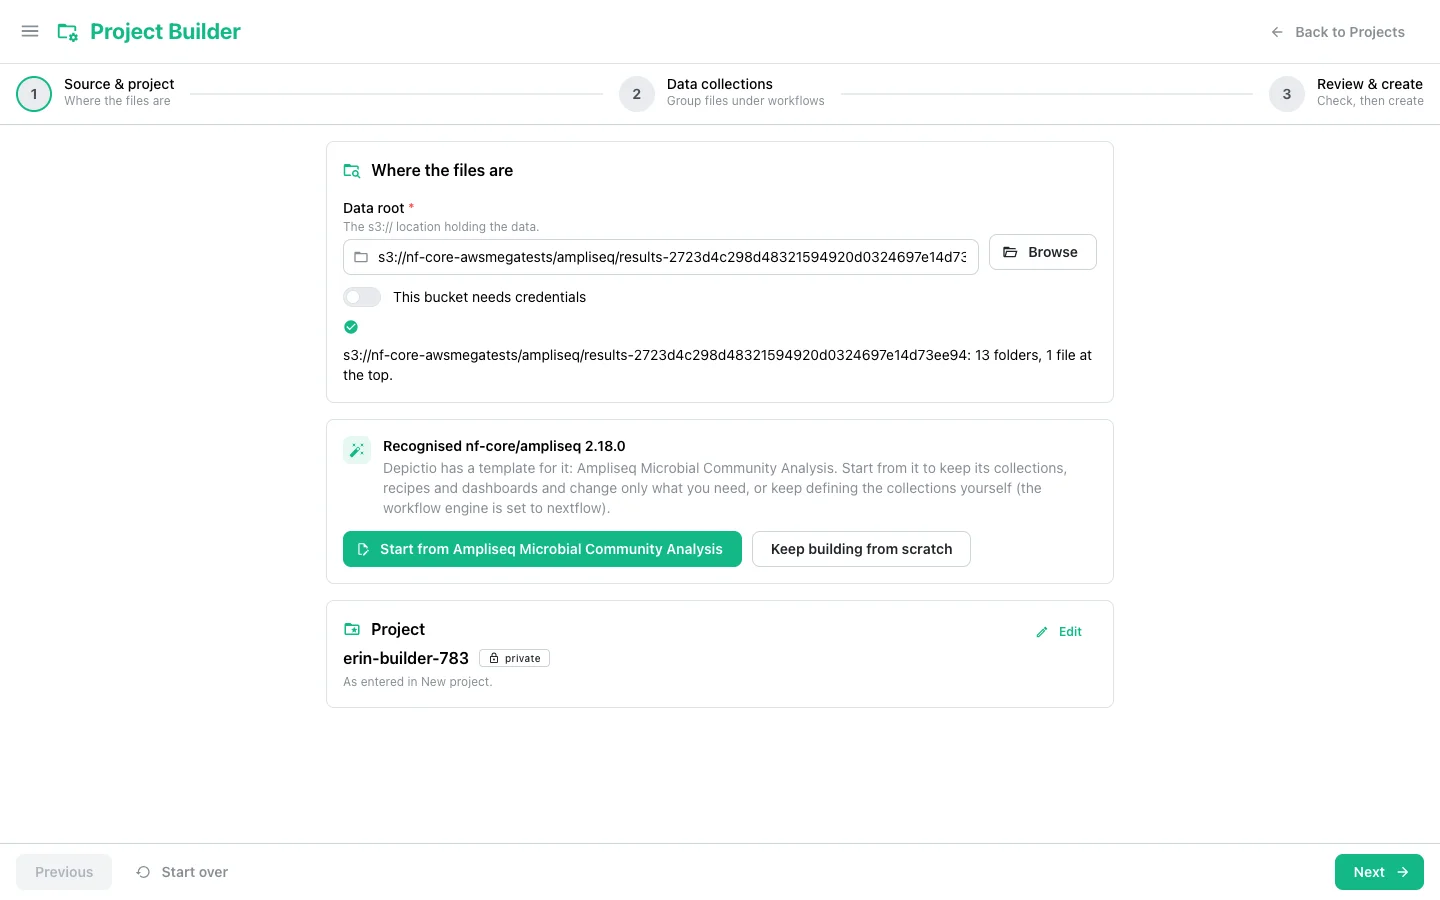 Project Builder
Back to Projects
1
Source & project
Where the files are
2
Data collections
Group files under workflows
3
Review & create
Check, then create
Where the files are
Data root *
The s3:// location holding the data.
s3://nf-core-awsmegatests/ampliseq/results-2723d4c298d48321594920d0324697e14d73
Browse
This bucket needs credentials
s3://nf-core-awsmegatests/ampliseq/results-2723d4c298d48321594920d0324697e14d73ee94: 13 folders, 1 file at
the top.
Recognised nf-core/ampliseq 2.18.0
Depictio has a template for it: Ampliseq Microbial Community Analysis. Start from it to keep its collections,
recipes and dashboards and change only what you need, or keep defining the collections yourself (the
workflow engine is set to nextflow).
Start from Ampliseq Microbial Community Analysis
Keep building from scratch
Project
Edit
erin-builder-783
private
As entered in New project.
Previous
Start over
Next